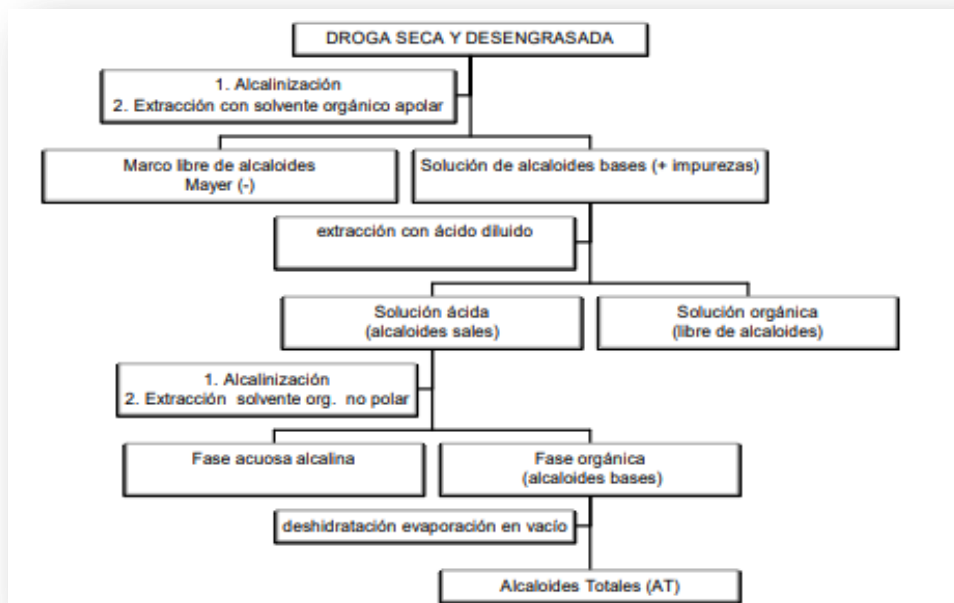 DROGA SECA Y DESENGRASADA
1. Alcalinización
2. Extracción con solvente orgánico apolar
Marco libre de alcaloides
Mayer (-)
Solución de alcaloides bases (+ impurezas)
extracción con ácido diluido
Solución ácida
(alcaloides sales)
Solución orgánica
(libre de alcaloides)
1. Alcalinización
2. Extracción solvente org. no polar
Fase acuosa alcalina
Fase orgánica
(alcaloides bases)
deshidratación evaporación en vacío
Alcaloides Totales (AT)